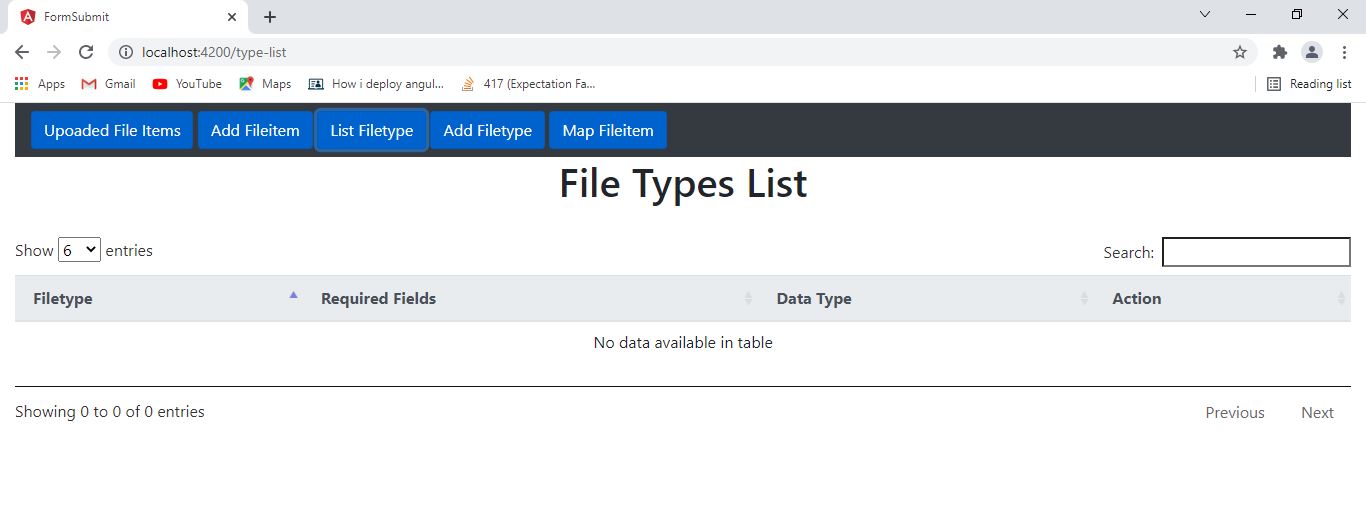 FormSubmit
localhost:4200/type-list
Apps Gmail YouTube Maps How i deploy angul... 417 (Expectation Fa... Reading list
Upoaded File Items Add Fileitem List Filetype Add Filetype Map Fileitem
File Types List
Show 6 entries Search:
Filetype Required Fields Data Type Action
No data available in table
Showing 0 to 0 of 0 entries Previous Next